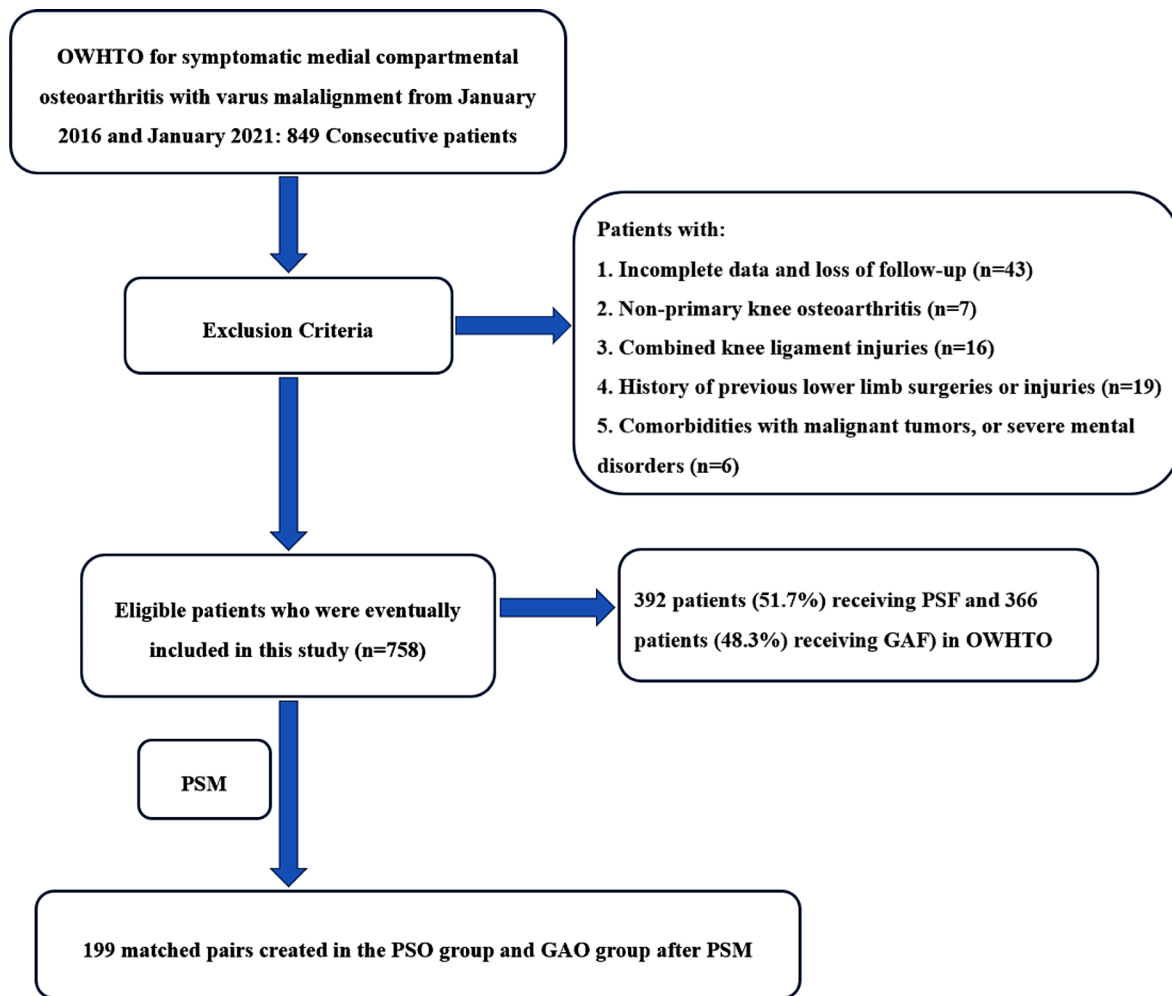 OWHTO for symptomatic medial compartmental
osteoarthritis with varus malalignment from January
2016 and January 2021: 849 Consecutive patients
Exclusion Criteria
Patients with:
1. Incomplete data and loss of follow-up (n=43)
2. Non-primary knee osteoarthritis (n=7)
3. Combined knee ligament injuries (n=16)
4. History of previous lower limb surgeries or injuries (n=19)
5. Comorbidities with malignant tumors, or severe mental
disorders (n=6)
Eligible patients who were eventually
included in this study (n=758)
392 patients (51.7%) receiving PSF and 366
patients (48.3%) receiving GAF) in OWHTO
PSM
199 matched pairs created in the PSO group and GAO group after PSM